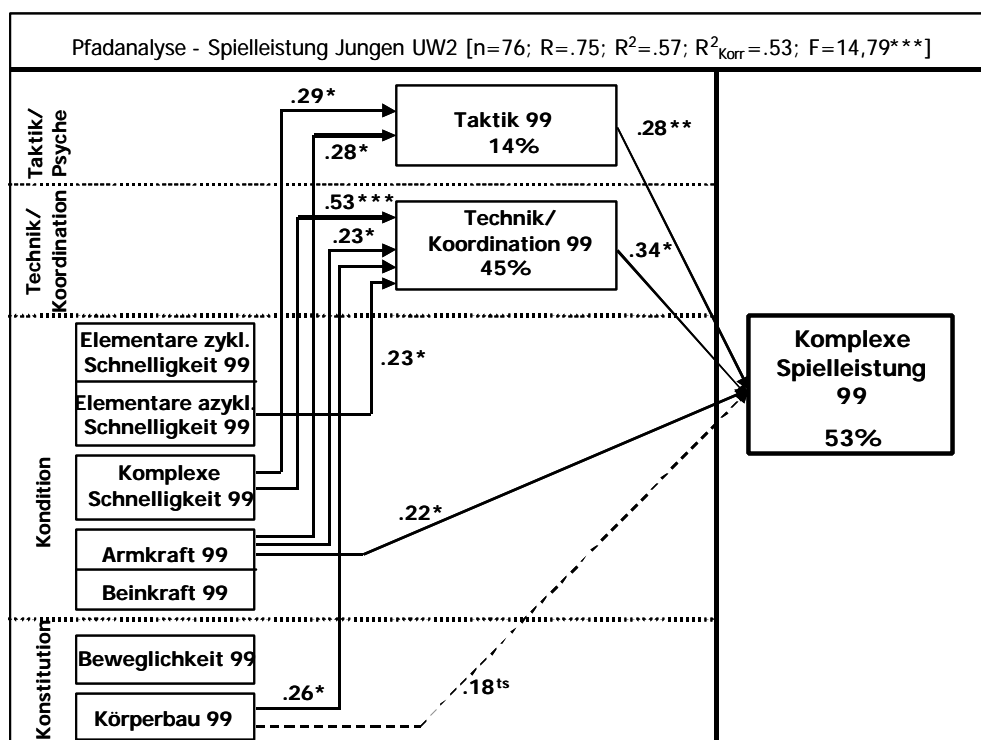 Pfadanalyse - Spielleistung Jungen UW2 [n=76; R=.75; R²=.57; R²Korr=.53; F=14,79***]
Taktik/
Psyche
.29*
.28*
Taktik 99
14%
.28**
Technik/
Koordination
.53***
.23*
Technik/
Koordination 99
45%
.34*
Kondition
Elementare zykl.
Schnelligkeit 99
Elementare azykl.
Schnelligkeit 99
.23*
Komplexe
Schnelligkeit 99
Armkraft 99
Beinkraft 99
.22*
Komplexe
Spielleistung
99
53%
Konstitution
Beweglichkeit 99
Körperbau 99
.26*
.18ts